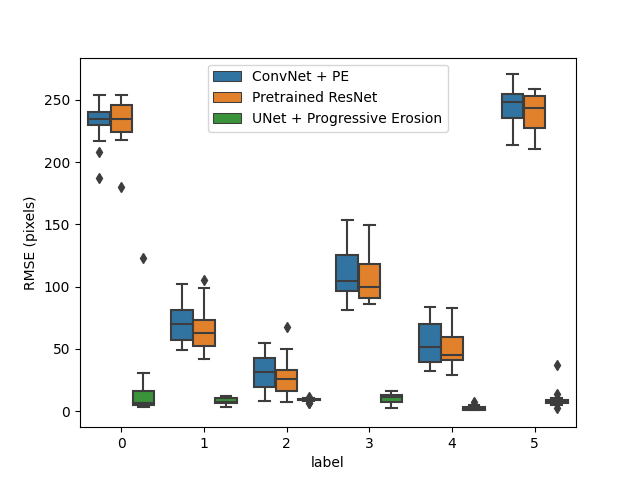 ConvNet + PE
Pretrained ResNet
UNet + Progressive Erosion
250
200
150
100
50
0
RMSE (pixels)
0 1 2 3 4 5
label